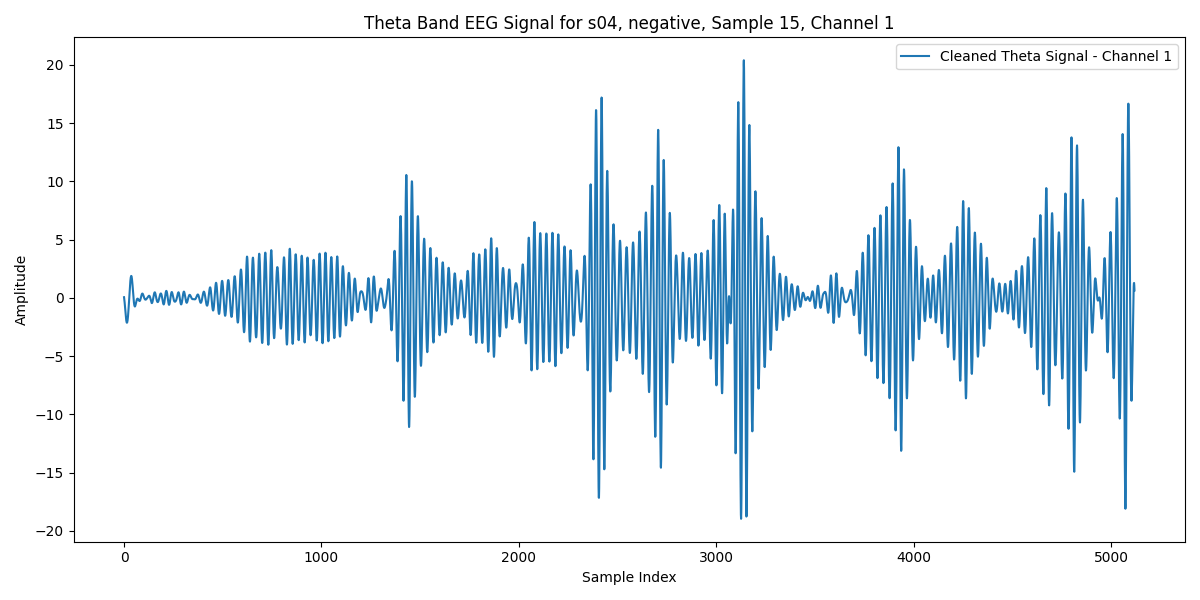 Theta Band EEG Signal for s04, negative, Sample 15, Channel 1
Cleaned Theta Signal - Channel 1
Amplitude
20
15
10
5
0
−5
−10
−15
−20
0 1000 2000 3000 4000 5000
Sample Index